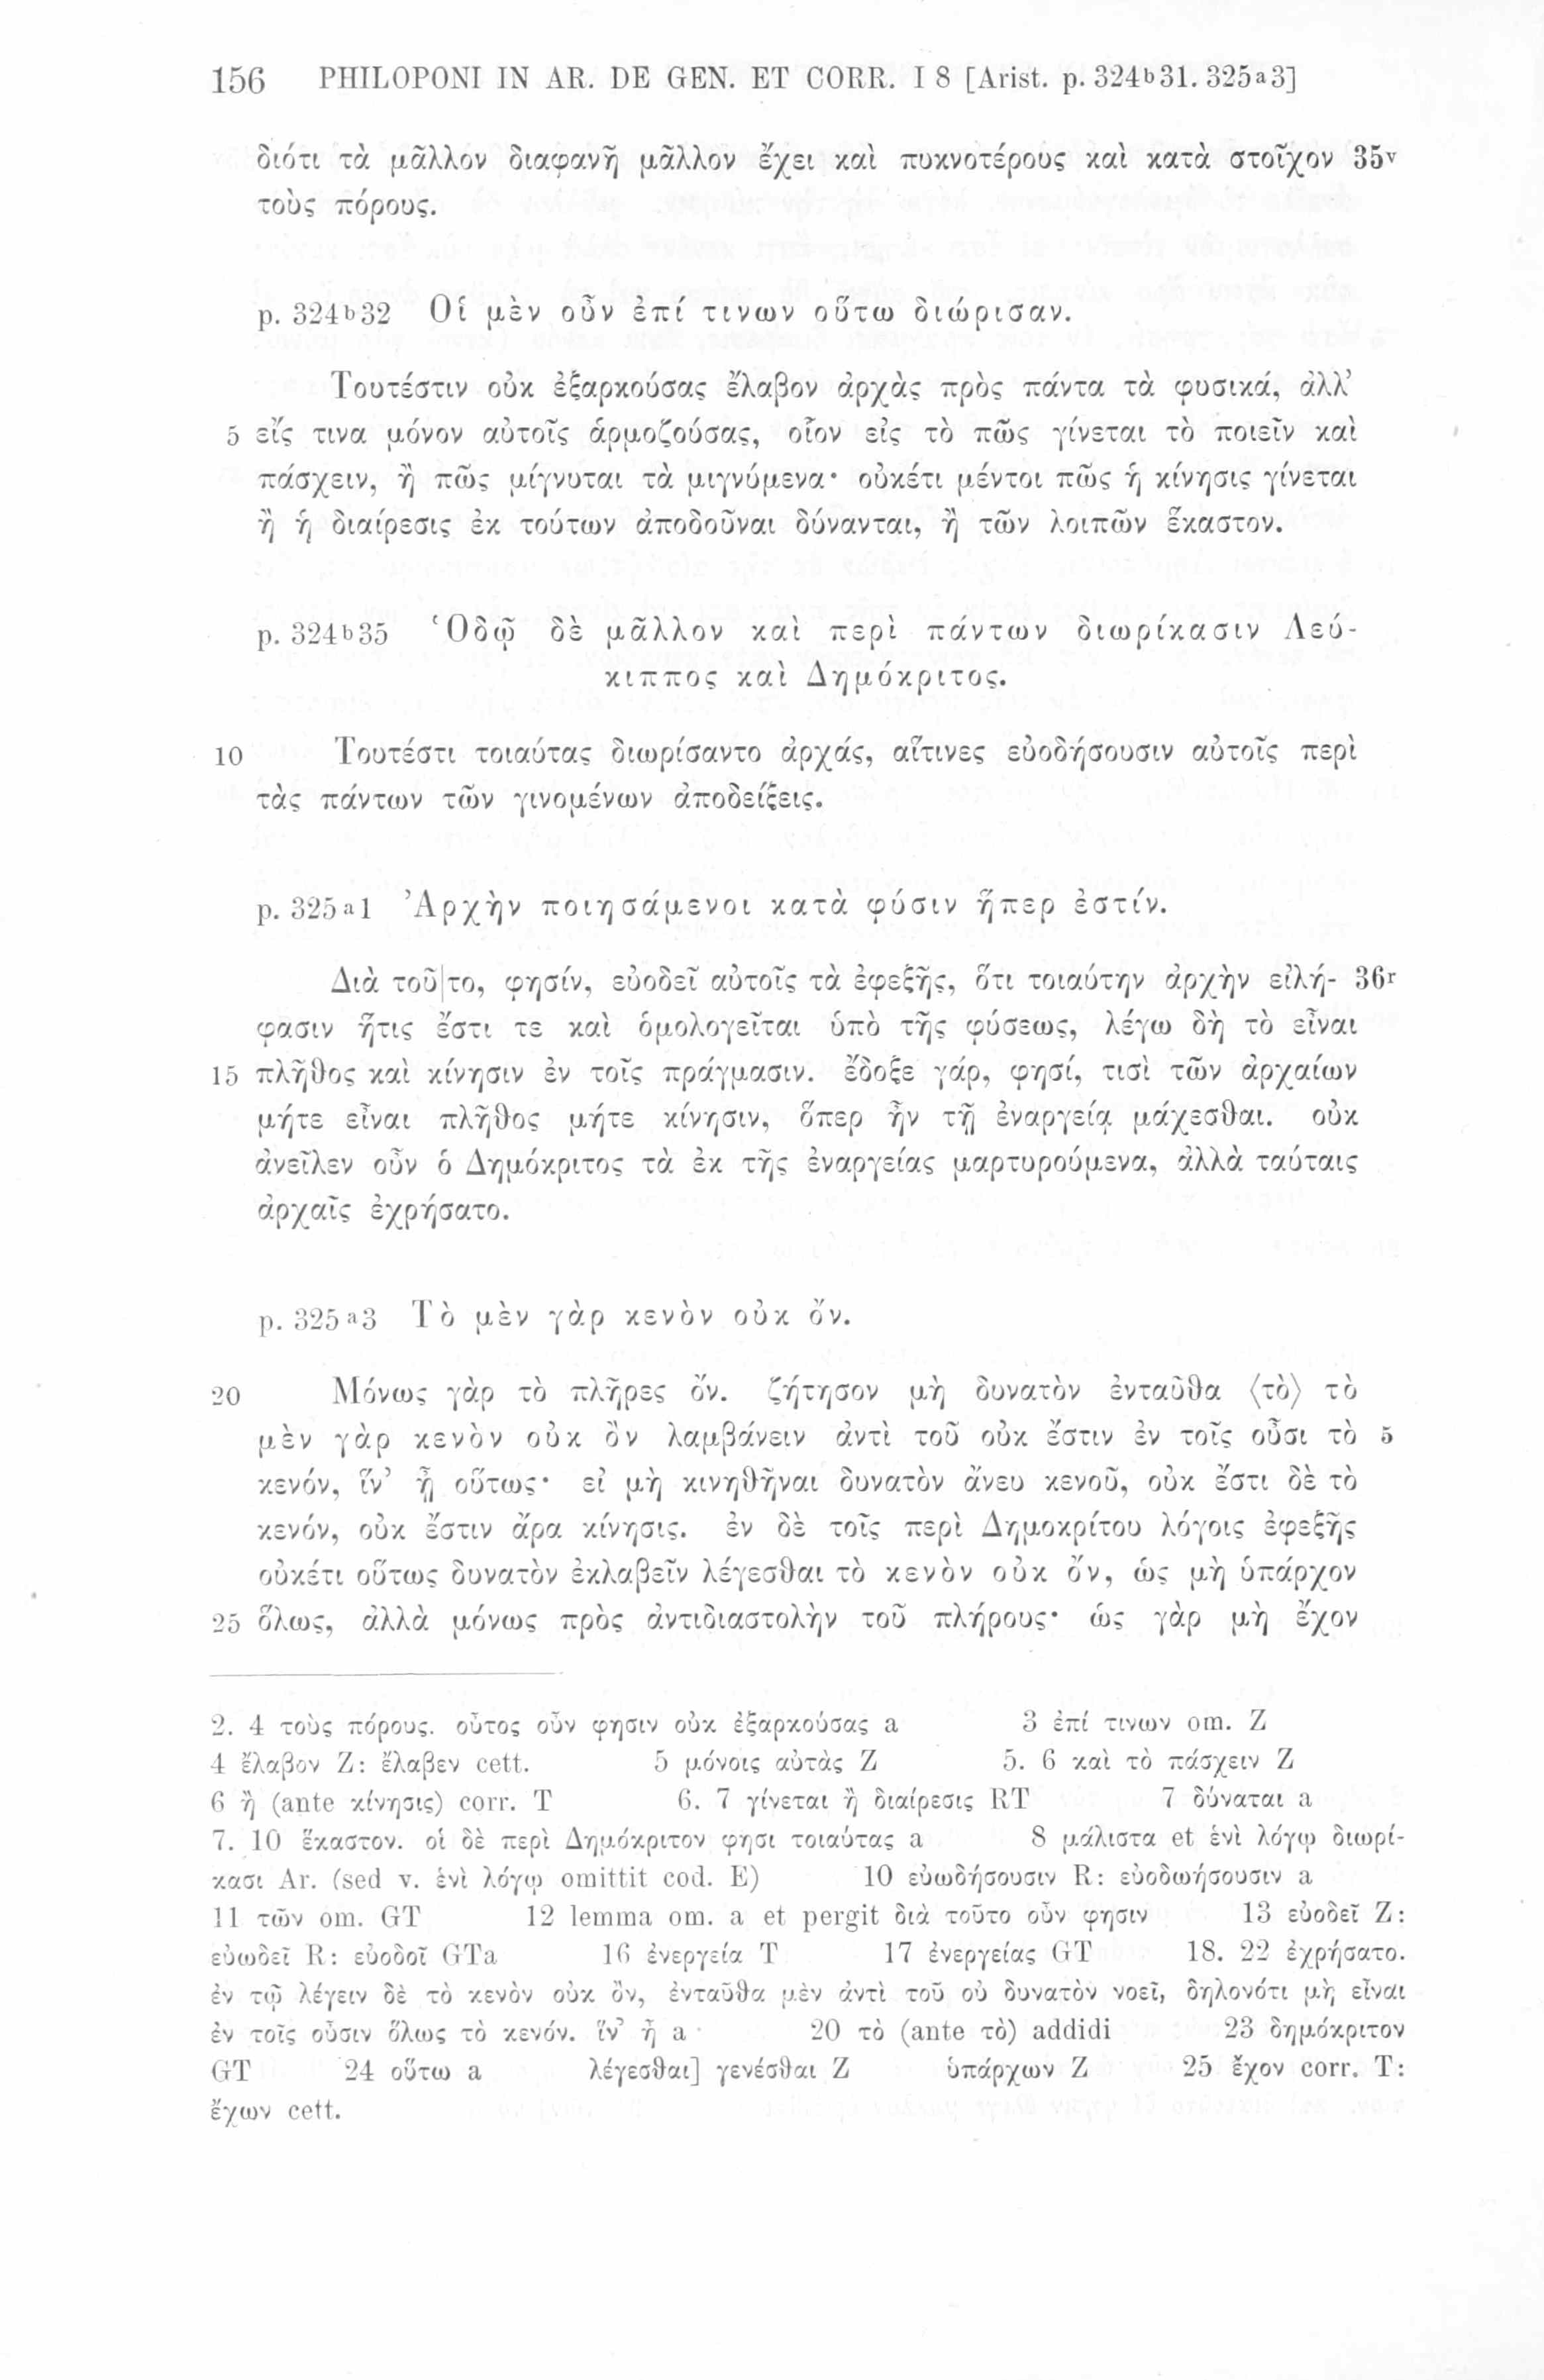 156 PHILOPONI IN AR. DE GEN. ET CORR. I 8 [Arist. p. 324b31. 325a3]
διότι τὰ μᾶλλον διαφανῆ μᾶλλον ἔχει καὶ πυκνοτέρους καὶ κατὰ στοῖχον 35v
τοὺς πόρους.
p. 324b32 Οἱ μὲν οὖν ἐπί τινων οὕτω διώρισαν.
Τουτέστιν οὐκ ἐξαρκούσας ἔλαβον ἀρχὰς πρὸς πάντα τὰ φυσικά, ἀλλ’
5 εἴς τινα μόνον αὐτοῖς ἁρμοζούσας, οἷον εἰς τὸ πῶς γίνεται τὸ ποιεῖν καὶ
πάσχειν, ἢ πῶς μίγνυται τὰ μιγνύμενα· οὐκέτι μέντοι πῶς ἡ κίνησις γίνεται
ἢ ἡ διαίρεσις ἐκ τούτων ἀποδοῦναι δύνανται, ἢ τῶν λοιπῶν ἕκαστον.
p. 324b35 Ὁδῷ δὲ μᾶλλον καὶ περὶ πάντων διωρίκασιν Λεύ-
κιππος καὶ Δημόκριτος.
10 Τουτέστι τοιαύτας διωρίσαντο ἀρχάς, αἵτινες εὐοδήσουσιν αὐτοῖς περὶ
τὰς πάντων τῶν γινομένων ἀποδείξεις.
p. 325a1 Ἀρχὴν ποιησάμενοι κατὰ φύσιν ἥπερ ἐστίν.
Διὰ τοῦ|το, φησίν, εὐοδεῖ αὐτοῖς τὰ ἐφεξῆς, ὅτι τοιαύτην ἀρχὴν εἰλή- 36r
φασιν ἥτις ἔστι τε καὶ ὁμολογεῖται ὑπὸ τῆς φύσεως, λέγω δὴ τὸ εἶναι
15 πλῆθος καὶ κίνησιν ἐν τοῖς πράγμασιν. ἔδοξε γάρ, φησί, τισὶ τῶν ἀρχαίων
μήτε εἶναι πλῆθος μήτε κίνησιν, ὅπερ ἦν τῇ ἐναργείᾳ μάχεσθαι. οὐκ
ἀνεῖλεν οὖν ὁ Δημόκριτος τὰ ἐκ τῆς ἐναργείας μαρτυρούμενα, ἀλλὰ ταύταις
ἀρχαῖς ἐχρήσατο.
p. 325a3 Τὸ μὲν γὰρ κενὸν οὐκ ὄν.
20 Μόνως γὰρ τὸ πλῆρες ὄν. ζήτησον μὴ δυνατὸν ἐνταῦθα ⟨τὸ⟩ τὸ
μὲν γὰρ κενὸν οὐκ ὂν λαμβάνειν ἀντὶ τοῦ οὐκ ἔστιν ἐν τοῖς οὖσι τὸ 5
κενόν, ἵν’ ᾖ οὕτως· εἰ μὴ κινηθῆναι δυνατὸν ἄνευ κενοῦ, οὐκ ἔστι δὲ τὸ
κενόν, οὐκ ἔστιν ἄρα κίνησις. ἐν δὲ τοῖς περὶ Δημοκρίτου λόγοις ἐφεξῆς
οὐκέτι οὕτως δυνατὸν ἐκλαβεῖν λέγεσθαι τὸ κενὸν οὐκ ὄν, ὡς μὴ ὑπάρχον
25 ὅλως, ἀλλὰ μόνως πρὸς ἀντιδιαστολὴν τοῦ πλήρους· ὡς γὰρ μὴ ἔχον
2. 4 τοὺς πόρους. οὗτος οὖν φησιν οὐκ ἐξαρκούσας a 3 ἐπί τινων om. Z
4 ἔλαβον Z: ἔλαβεν cett. 5 μόνοις αὐτὰς Z 5. 6 καὶ τὸ πάσχειν Z
6 ἢ (ante κίνησις) corr. T 6. 7 γίνεται ἢ διαίρεσις RT 7 δύναται a
7. 10 ἕκαστον. οἱ δὲ περὶ Δημόκριτον φησι τοιαύτας a 8 μάλιστα et ἑνὶ λόγῳ διωρί-
κασι Ar. (sed v. ἑνὶ λόγῳ omittit cod. E) 10 εὐωδήσουσιν R: εὐοδωήσουσιν a
11 τῶν om. GT 12 lemma om. a et pergit διὰ τοῦτο οὖν φησιν 13 εὐοδεῖ Z:
εὐωδεῖ R: εὐοδοῖ GTa 16 ἐνεργεία T 17 ἐνεργείας GT 18. 22 ἐχρήσατο.
ἐν τῷ λέγειν δὲ τὸ κενὸν οὐκ ὂν, ἐνταῦθα μὲν ἀντὶ τοῦ οὐ δυνατὸν νοεῖ, δηλονότι μὴ εἶναι
ἐν τοῖς οὖσιν ὅλως τὸ κενόν. ἵν’ ἦ a 20 τὸ (ante τὸ) addidi 23 δημόκριτον
GT 24 οὕτω a λέγεσθαι] γενέσθαι Z ὑπάρχων Z 25 ἔχον corr. T:
ἔχων cett.